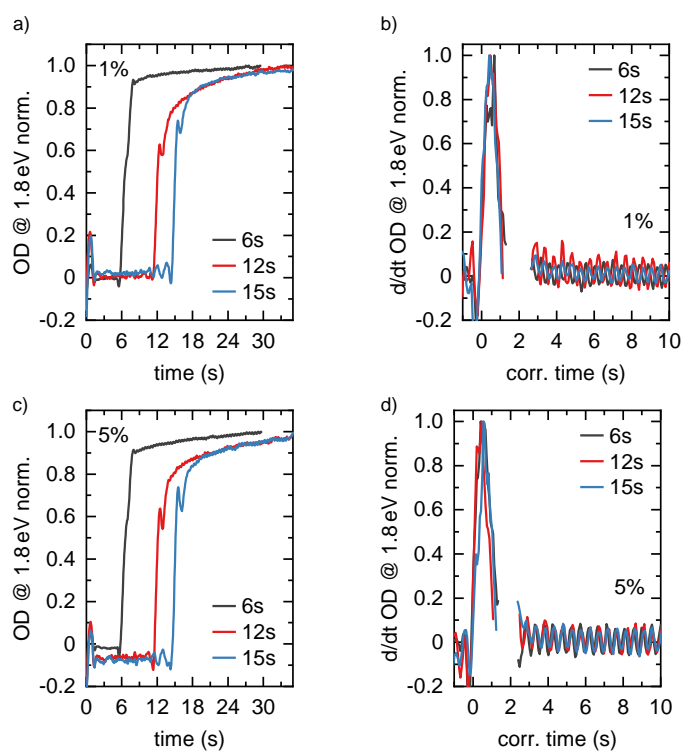 a)
OD @ 1.8 eV norm.
1.0
0.8
0.6
0.4
0.2
0
-0.2
1%
6s
12s
15s
0 6 12 18 24 30
time (s)
b)
d/dt OD @ 1.8 eV norm.
1.0
0.8
0.6
0.4
0.2
0
-0.2
6s
12s
15s
1%
0 2 4 6 8 10
corr. time (s)
c)
OD @ 1.8 eV norm.
1.0
0.8
0.6
0.4
0.2
0
-0.2
5%
6s
12s
15s
0 6 12 18 24 30
time (s)
d)
d/dt OD @ 1.8 eV norm.
1.0
0.8
0.6
0.4
0.2
0
-0.2
6s
12s
15s
5%
0 2 4 6 8 10
corr. time (s)